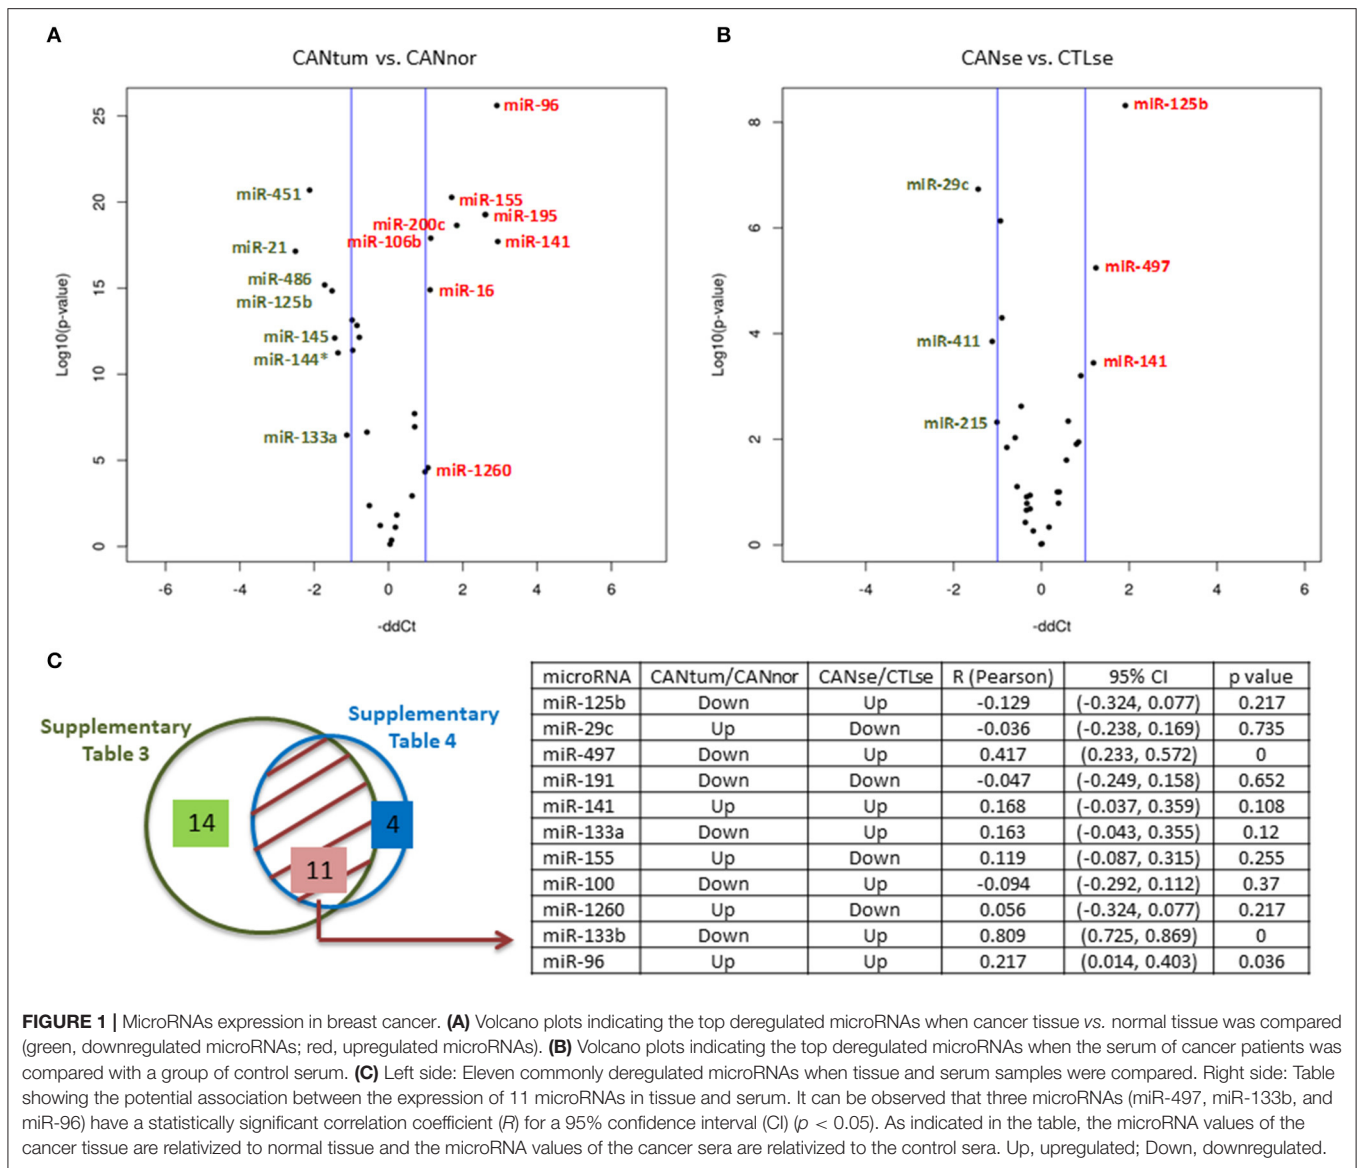 A
CANtum vs. CANnor
Log10(p-value)
25
20
15
10
5
0
miR-96
miR-451
miR-155
miR-195
miR-200c
miR-106b
miR-141
miR-21
miR-486
miR-125b
miR-16
miR-145
miR-144*
miR-133a
miR-1260
-6 -4 -2 0 2 4 6
-ddCt
B
CANse vs. CTLse
Log10(p-value)
8
6
4
2
0
miR-125b
miR-29c
miR-497
miR-411
miR-141
miR-215
-4 -2 0 2 4 6
-ddCt
C
Supplementary
Table 3
Supplementary
Table 4
14
4
11
microRNA CANtum/CANnor CANse/CTLse R (Pearson) 95% CI p value
miR-125b Down Up -0.129 (-0.324, 0.077) 0.217
miR-29c Up Down -0.036 (-0.238, 0.169) 0.735
miR-497 Down Up 0.417 (0.233, 0.572) 0
miR-191 Down Down -0.047 (-0.249, 0.158) 0.652
miR-141 Up Up 0.168 (-0.037, 0.359) 0.108
miR-133a Down Up 0.163 (-0.043, 0.355) 0.12
miR-155 Up Down 0.119 (-0.087, 0.315) 0.255
miR-100 Down Up -0.094 (-0.292, 0.112) 0.37
miR-1260 Up Down 0.056 (-0.324, 0.077) 0.217
miR-133b Down Up 0.809 (0.725, 0.869) 0
miR-96 Up Up 0.217 (0.014, 0.403) 0.036
FIGURE 1 | MicroRNAs expression in breast cancer. (A) Volcano plots indicating the top deregulated microRNAs when cancer tissue vs. normal tissue was compared
(green, downregulated microRNAs; red, upregulated microRNAs). (B) Volcano plots indicating the top deregulated microRNAs when the serum of cancer patients was
compared with a group of control serum. (C) Left side: Eleven commonly deregulated microRNAs when tissue and serum samples were compared. Right side: Table
showing the potential association between the expression of 11 microRNAs in tissue and serum. It can be observed that three microRNAs (miR-497, miR-133b, and
miR-96) have a statistically significant correlation coefficient (R) for a 95% confidence interval (CI) (p < 0.05). As indicated in the table, the microRNA values of the
cancer tissue are relativized to normal tissue and the microRNA values of the cancer sera are relativized to the control sera. Up, upregulated; Down, downregulated.